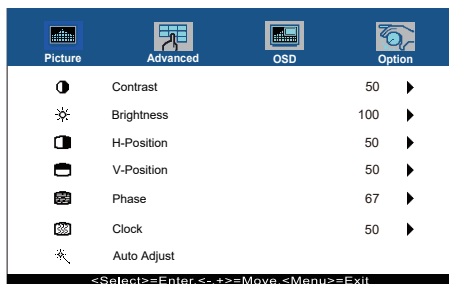 Picture Advanced OSD Option
Contrast 50
Brightness 100
H-Position 50
V-Position 50
Phase 67
Clock 50
Auto Adjust
<Select>=Enter,<-,+>=Move,<Menu>=Exit